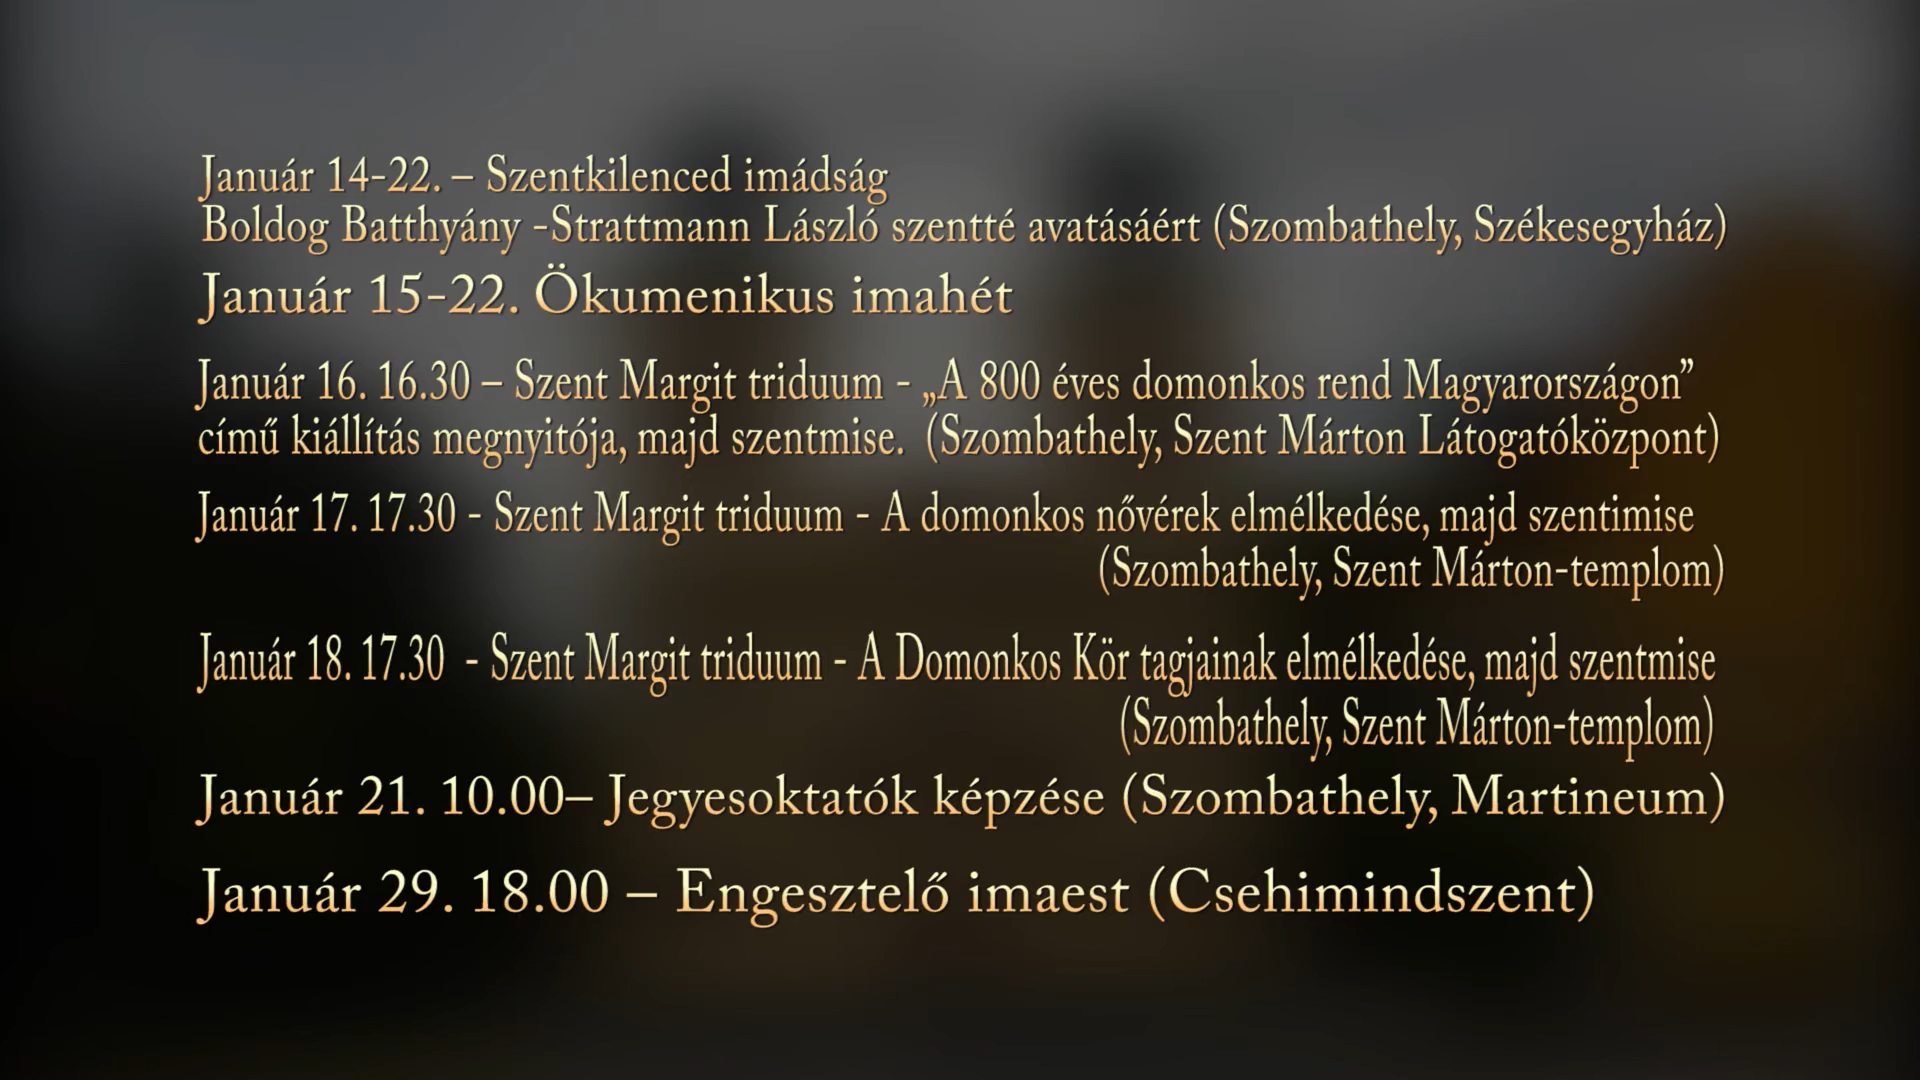 Január 14-22. – Szentkilenced imádság
Boldog Batthyány -Strattmann László szentté avatásáért (Szombathely, Székesegyház)
Január 15-22. Ökumenikus imahét
Január 16. 16.30 – Szent Margit triduum - „A 800 éves domonkos rend Magyarországon”
című kiállítás megnyitója, majd szentmise. (Szombathely, Szent Márton Látogatóközpont)
Január 17. 17.30 - Szent Margit triduum - A domonkos nővérek elmélkedése, majd szentimise
(Szombathely, Szent Márton-templom)
Január 18. 17.30 - Szent Margit triduum - A Domonkos Kör tagjainak elmélkedése, majd szentmise
(Szombathely, Szent Márton-templom)
Január 21. 10.00– Jegyesoktatók képzése (Szombathely, Martineum)
Január 29. 18.00 – Engesztelő imaest (Csehimindszent)